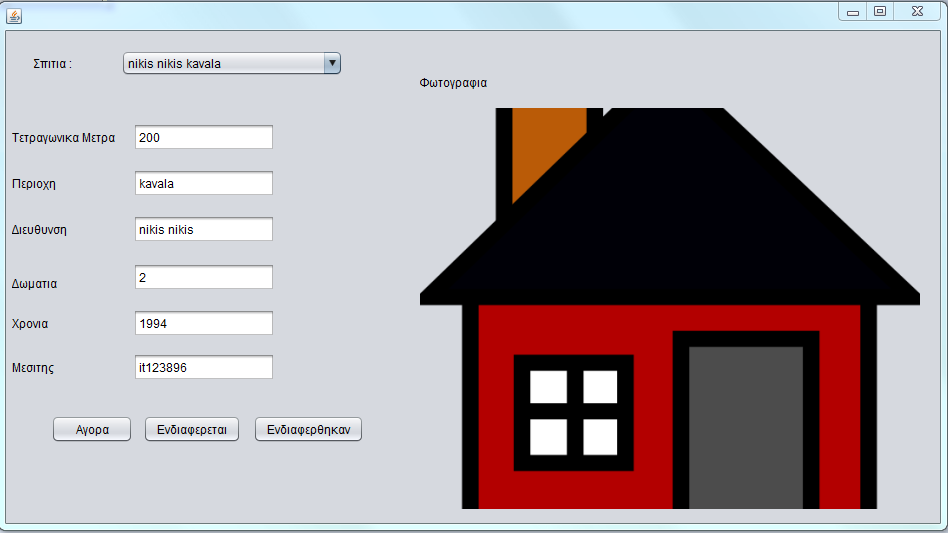 Σπιτια : nikis nikis kavala
Φωτογραφια
Τετραγωνικα Μετρα 200
Περιοχη kavala
Διευθυνση nikis nikis
Δωματια 2
Χρονια 1994
Μεσιτης it123896
Αγορα Ενδιαφερεται Ενδιαφερθηκαν